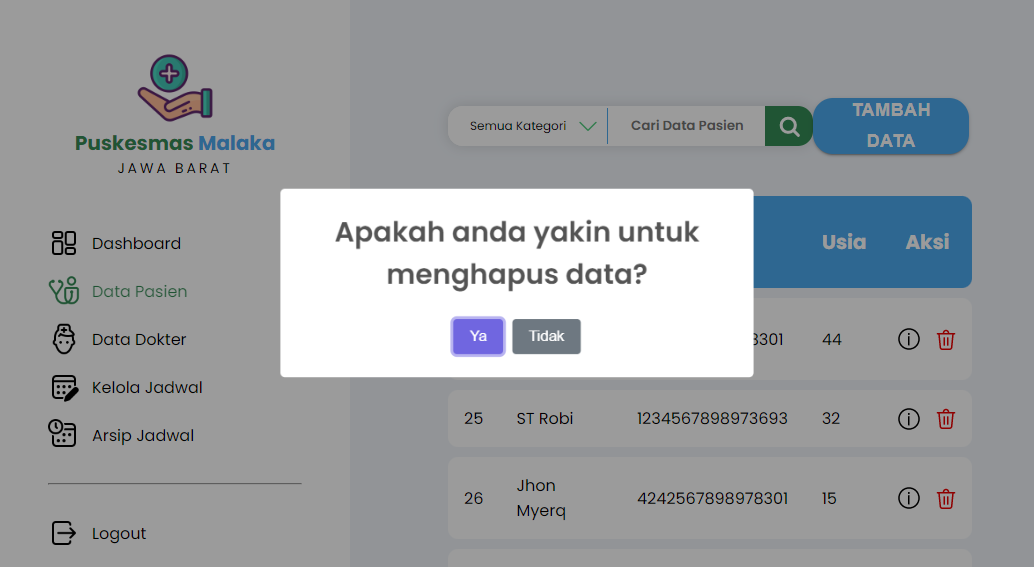 Puskesmas Malaka
JAWA BARAT
Dashboard
Data Pasien
Data Dokter
Kelola Jadwal
Arsip Jadwal
Logout
Semua Kategori
Cari Data Pasien
TAMBAH
DATA
Usia Aksi
Apakah anda yakin untuk
menghapus data?
Ya Tidak
44
25 ST Robi 1234567898973693 32
26 Jhon
Myerq 4242567898978301 15